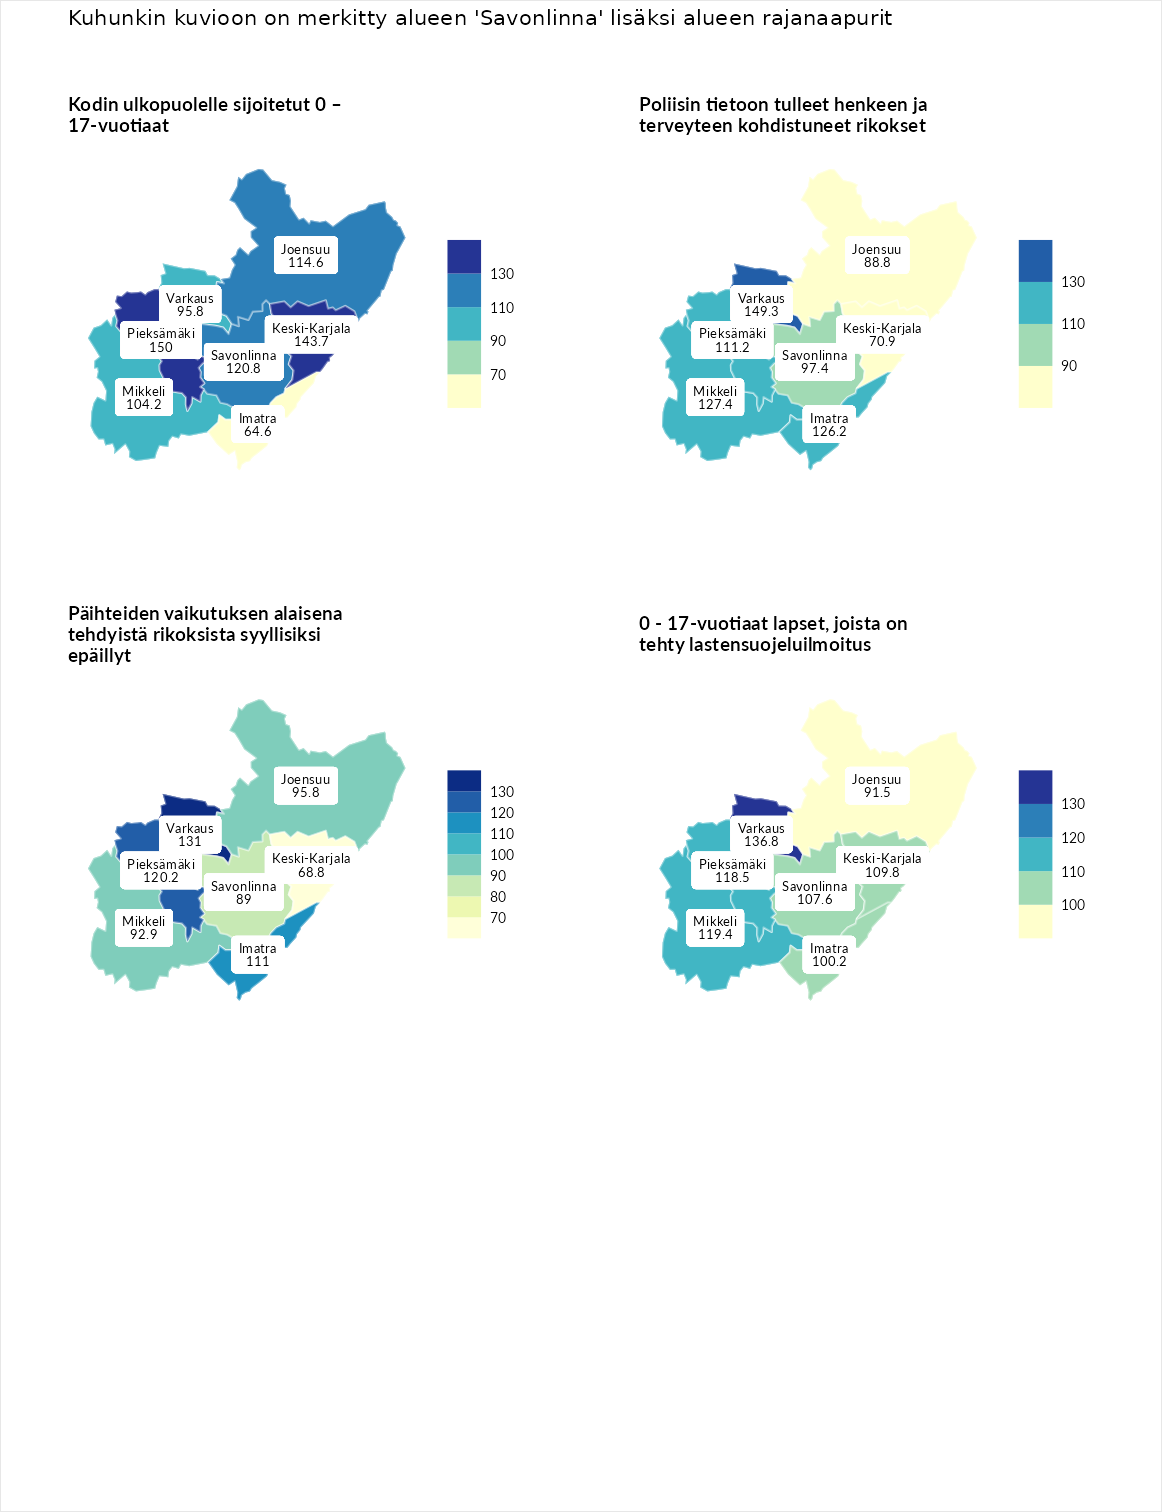 Kuhunkin kuvioon on merkitty alueen 'Savonlinna' lisäksi alueen rajanaapurit
Kodin ulkopuolelle sijoitetut 0 –
17-vuotiaat
Joensuu
114.6
Varkaus
95.8
Keski-Karjala
143.7
Pieksämäki
150
Savonlinna
120.8
Mikkeli
104.2
Imatra
64.6
130
110
90
70
Poliisin tietoon tulleet henkeen ja
terveyteen kohdistuneet rikokset
Joensuu
88.8
Varkaus
149.3
Keski-Karjala
70.9
Pieksämäki
111.2
Savonlinna
97.4
Mikkeli
127.4
Imatra
126.2
130
110
90
Päihteiden vaikutuksen alaisena
tehdyistä rikoksista syyllisiksi
epäillyt
Joensuu
95.8
Varkaus
131
Keski-Karjala
68.8
Pieksämäki
120.2
Savonlinna
89
Mikkeli
92.9
Imatra
111
130
120
110
100
90
80
70
0 - 17-vuotiaat lapset, joista on
tehty lastensuojeluilmoitus
Joensuu
91.5
Varkaus
136.8
Keski-Karjala
109.8
Pieksämäki
118.5
Savonlinna
107.6
Mikkeli
119.4
Imatra
100.2
130
120
110
100